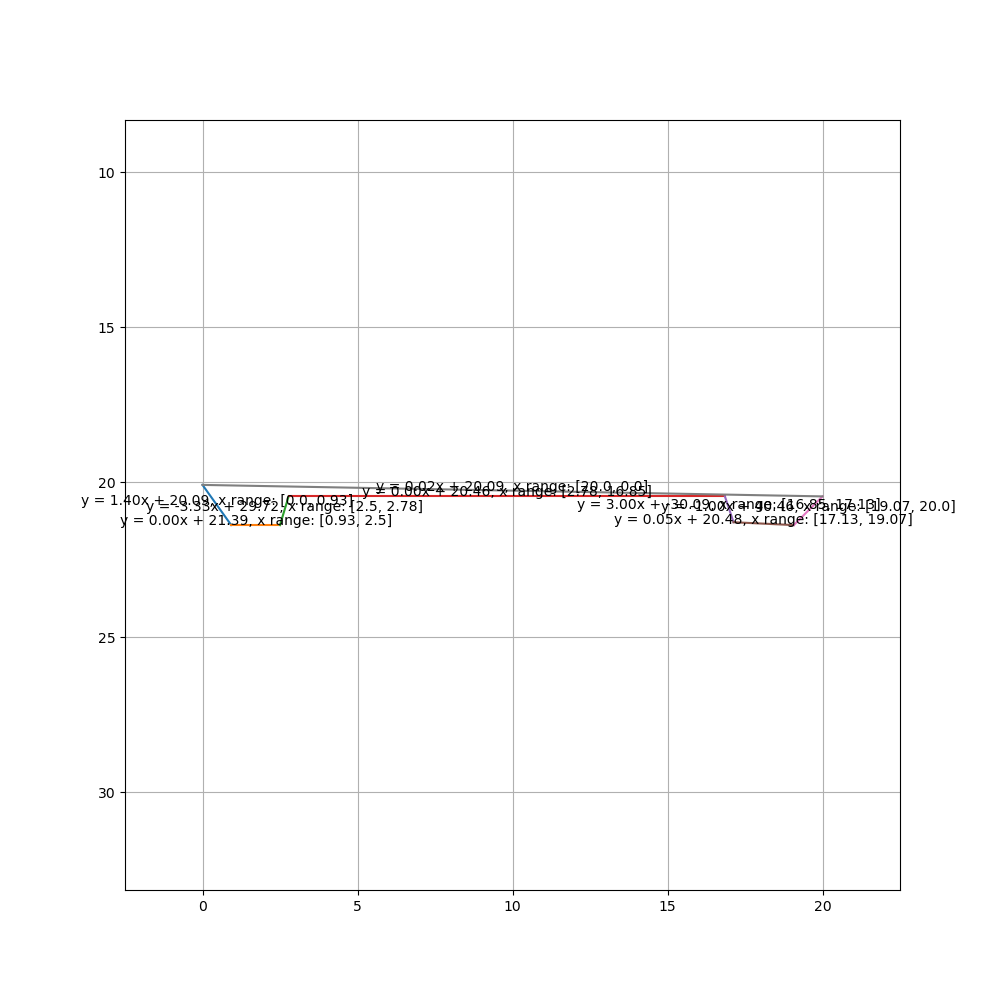 10
15
20
25
30
y = 0.02x + 20.09, x range: [20.0, 0.0]
y = 0.00x + 20.46, x range: [2.78, 16.85]
y = 1.40x + 20.09, x range: [0.0, 0.93]
y = 3.00x + -30.09, x range: [16.85, 17.13]
y = -3.33x + 29.72, x range: [2.5, 2.78]
y = -1.00x + 40.46, x range: [19.07, 20.0]
y = 0.00x + 21.39, x range: [0.93, 2.5]
y = 0.05x + 20.48, x range: [17.13, 19.07]
0 5 10 15 20